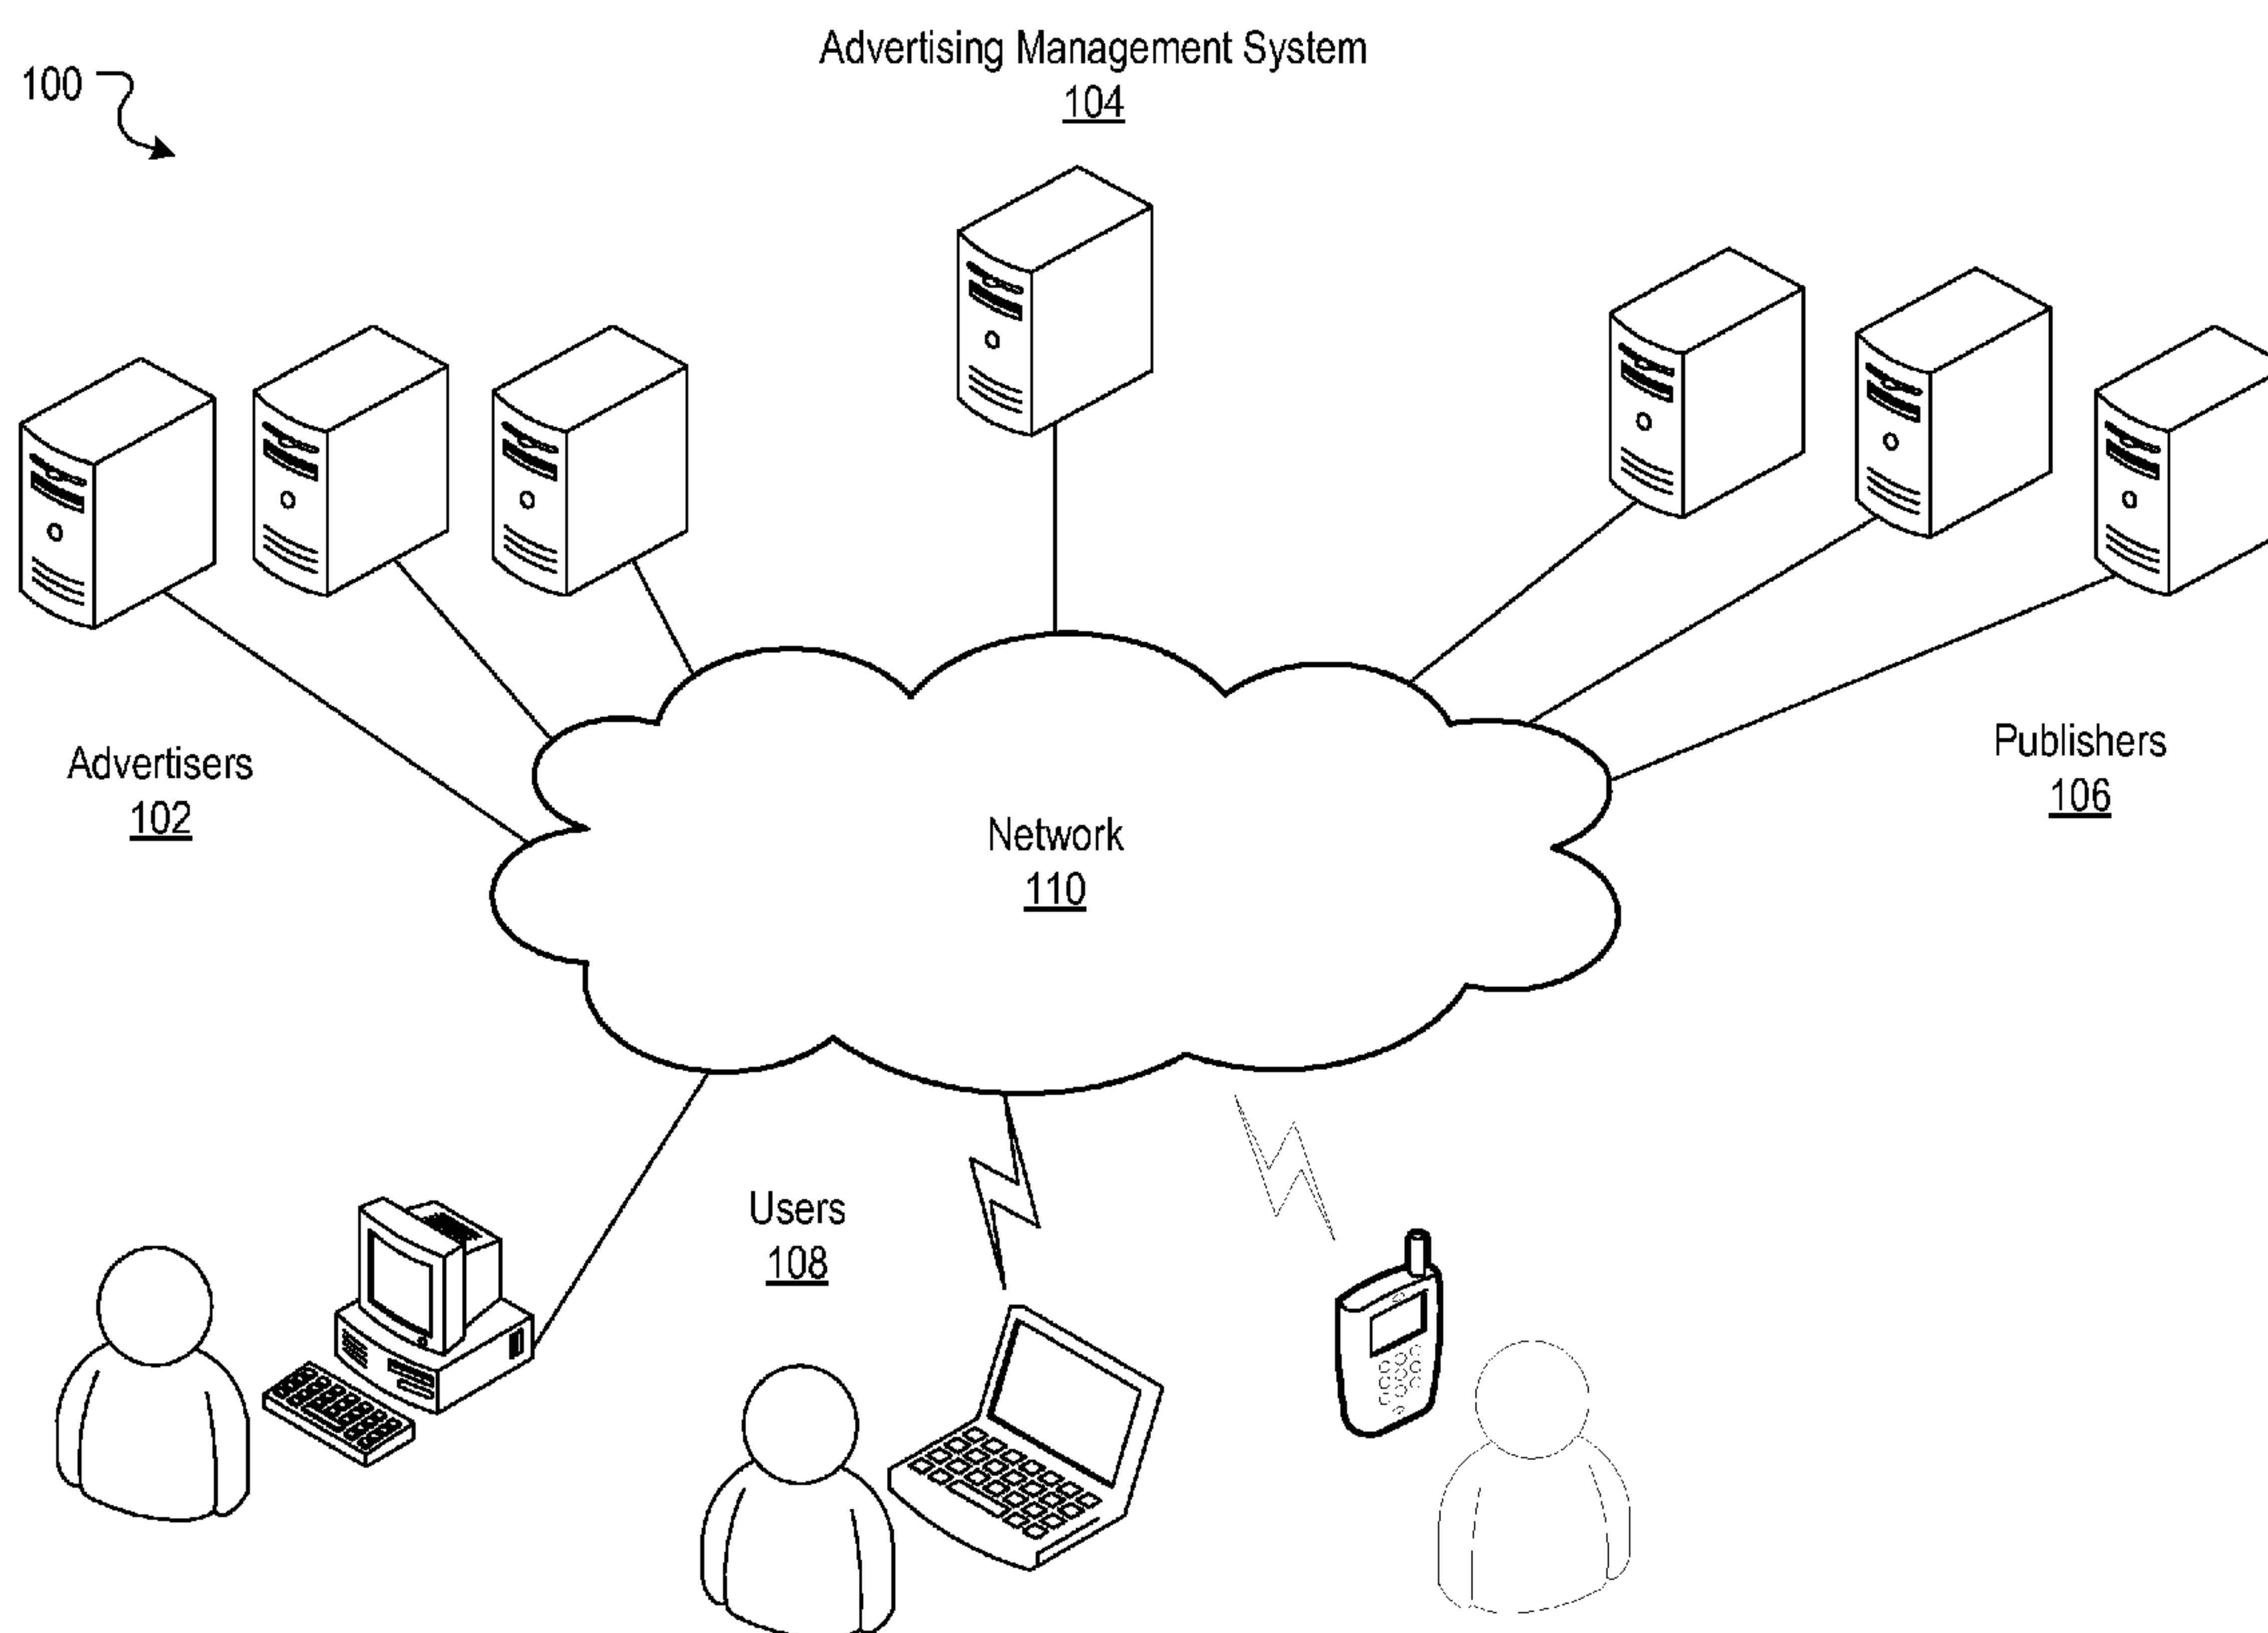 100
Advertising Management System
104
Advertisers
102
Publishers
106
Network
110
Users
108